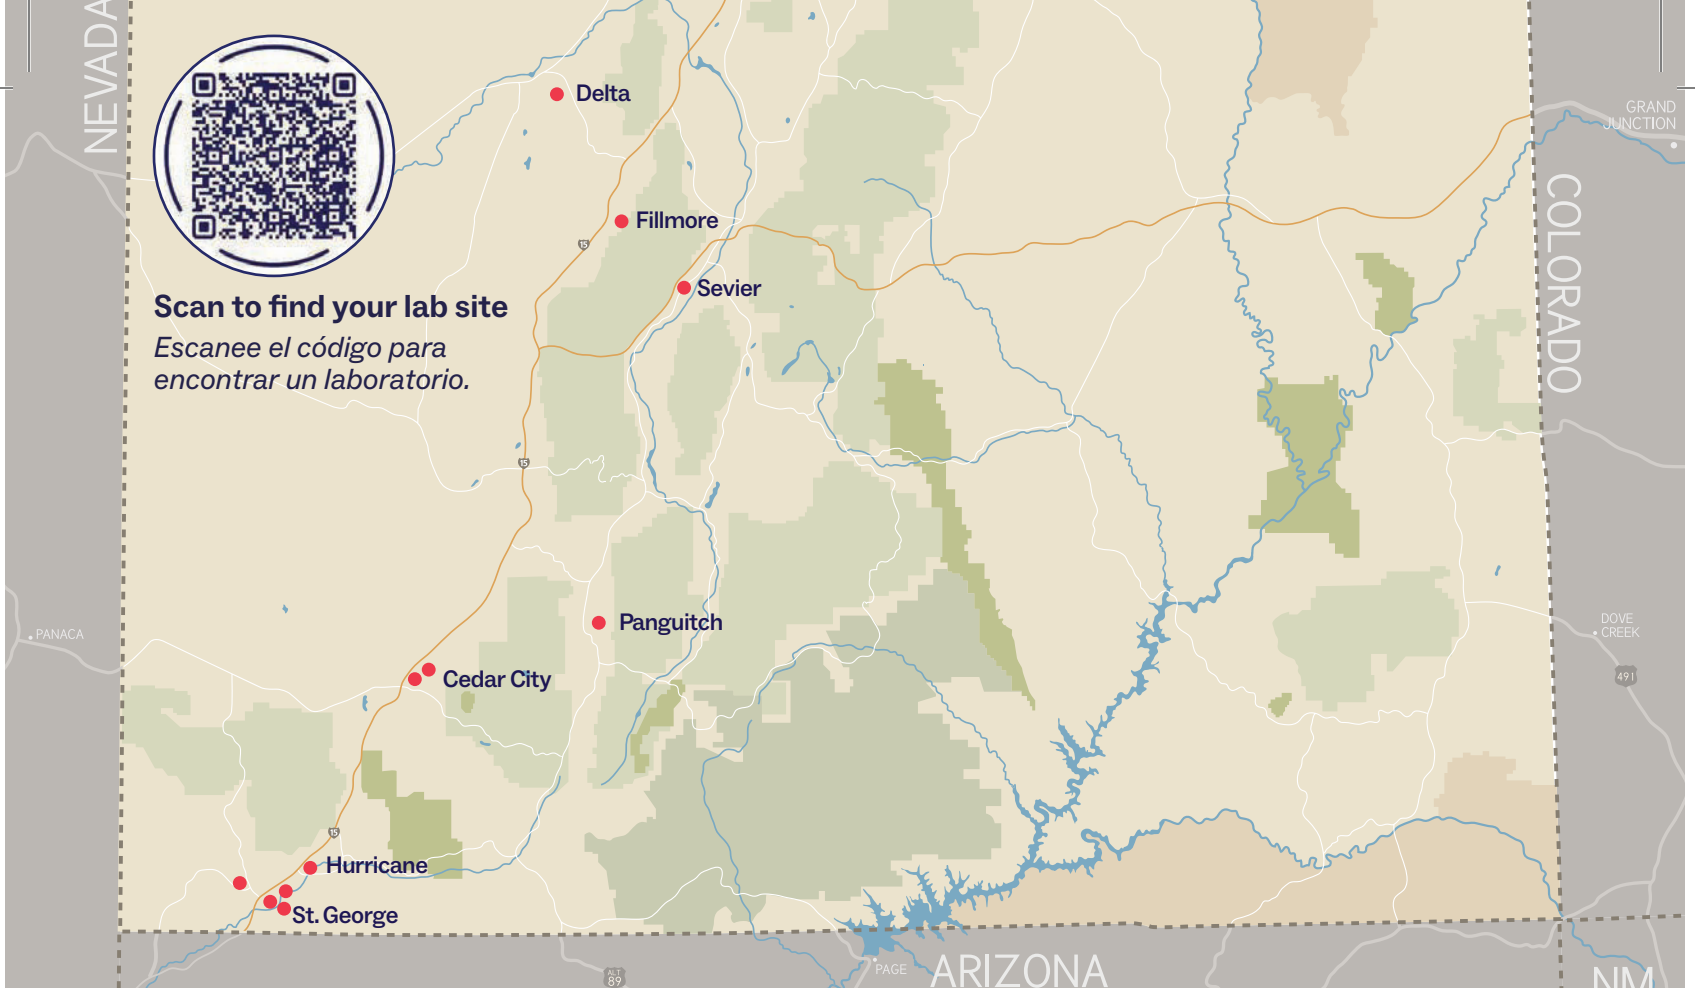 NEVADA
Delta
GRAND
JUNCTION
COLORADO
Fillmore
15
Sevier
Scan to find your lab site
Escanee el código para
encontrar un laboratorio.
15
Panguitch
PANACA
DOVE
CREEK
Cedar City
491
15
Hurricane
St. George
PAGE
ARIZONA
ALT
89
NM